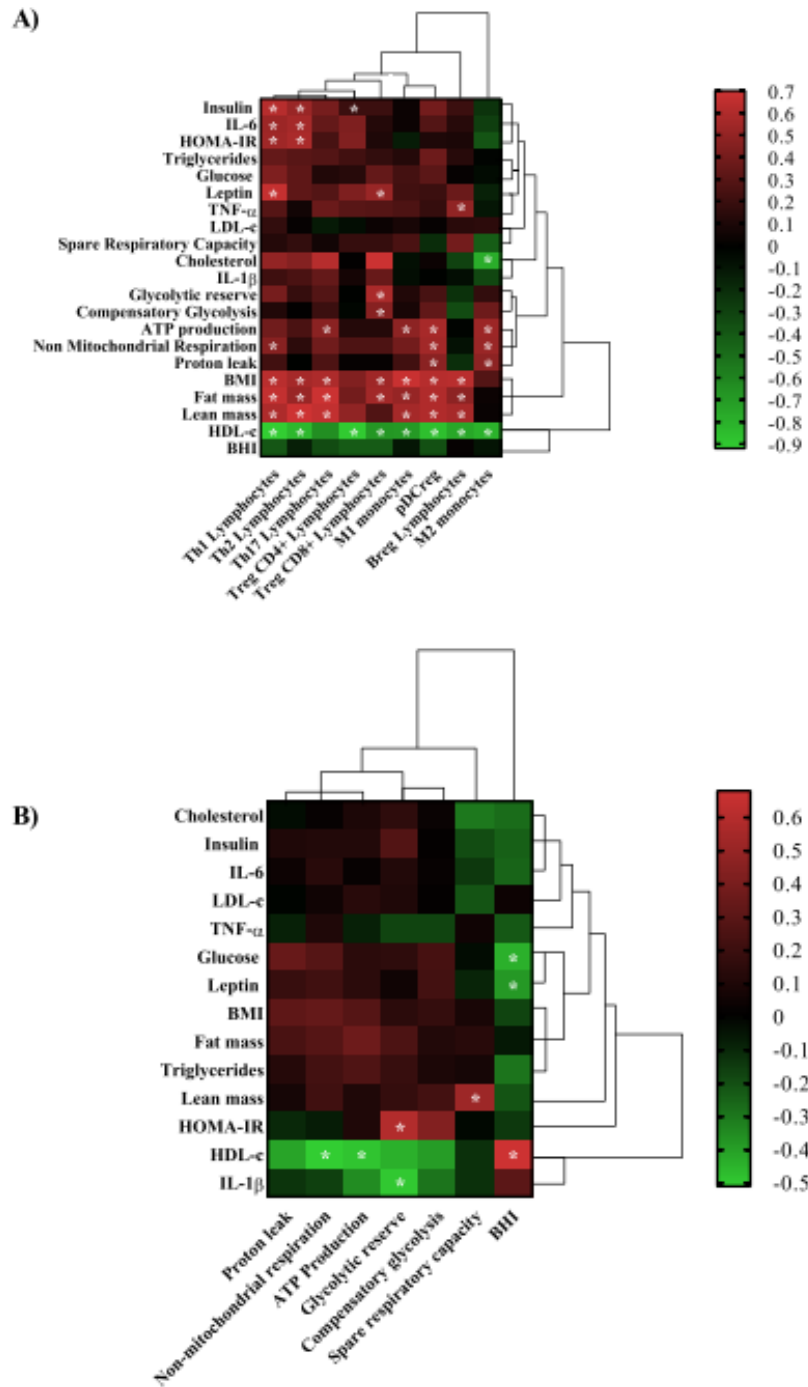 A)
Insulin
IL-6
HOMA-IR
Triglycerides
Glucose
Leptin
TNF-α
LDL-c
Spare Respiratory Capacity
Cholesterol
IL-1β
Glycolytic reserve
Compensatory Glycolysis
ATP production
Non Mitochondrial Respiration
Proton leak
BMI
Fat mass
Lean mass
HDL-c
BHI
Th1 Lymphocytes
Th2 Lymphocytes
Th17 Lymphocytes
Treg CD4+ Lymphocytes
Treg CD8+ Lymphocytes
M1 monocytes
pDCreg
Breg Lymphocytes
M2 monocytes
0.7
0.6
0.5
0.4
0.3
0.2
0.1
0
-0.1
-0.2
-0.3
-0.4
-0.5
-0.6
-0.7
-0.8
-0.9
B)
Cholesterol
Insulin
IL-6
LDL-c
TNF-α
Glucose
Leptin
BMI
Fat mass
Triglycerides
Lean mass
HOMA-IR
HDL-c
IL-1β
Proton leak
Non-mitochondrial respiration
ATP Production
Glycolytic reserve
Compensatory glycolysis
Spare respiratory capacity
BHI
0.6
0.5
0.4
0.3
0.2
0.1
0
-0.1
-0.2
-0.3
-0.4
-0.5